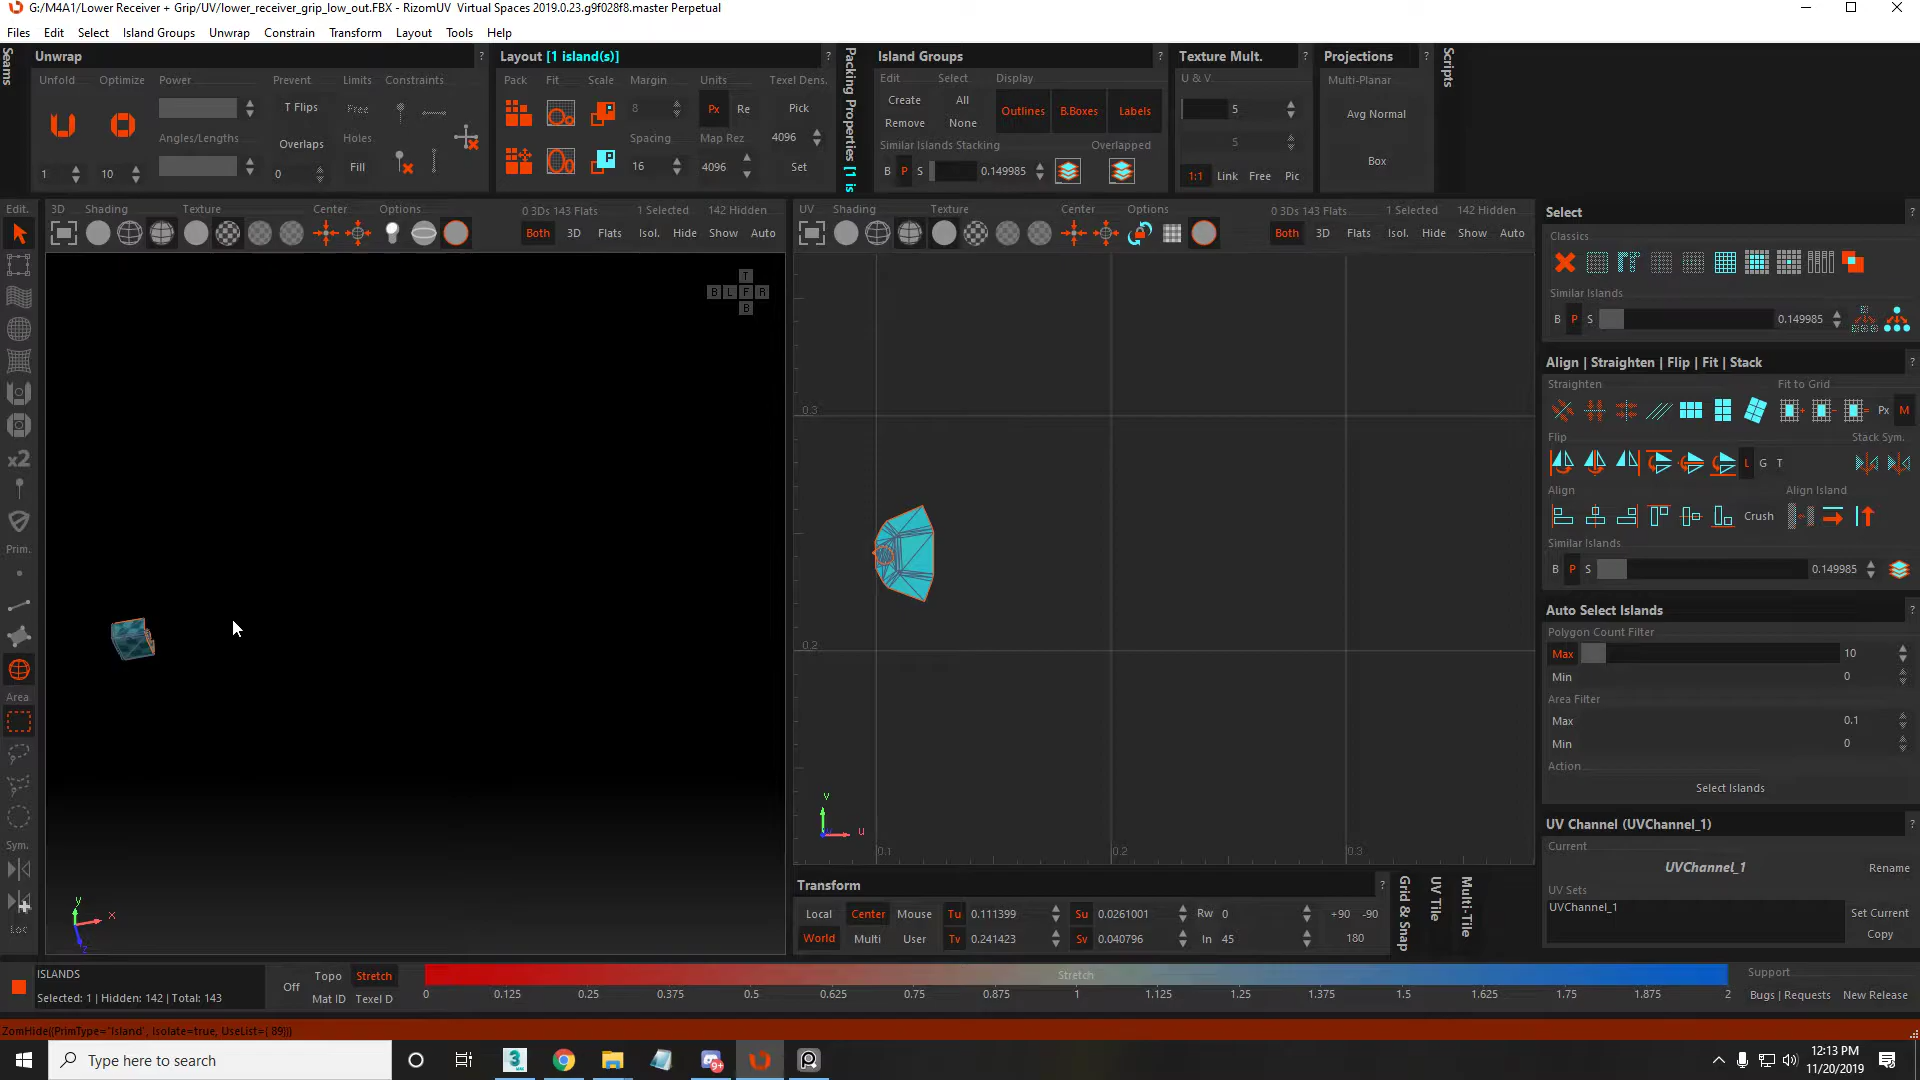 G:/M4A1/Lower Receiver + Grip/UV/lower_receiver_grip_low_out.FBX - RizomUV Virtual Spaces 2019.0.23.g9f028f8.master Perpetual
Files Edit Select Island Groups Unwrap Constrain Transform Layout Tools Help
Seams
Unwrap ?
Unfold Optimize Power Prevent Limits Constraints
T Flips Free
Angles/Lengths Overlaps Holes
1 10 0 Fill
Layout [1 island(s)] ?
Pack Fit Scale Margin Units Texel Dens.
8 Px Re Pick
Spacing Map Rez 4096
16 4096 Set
Packing Properties [1 is
Island Groups ?
Edit Select Display
Create All Outlines B.Boxes Labels
Remove None
Similar Islands Stacking Overlapped
B P S 0.149985
Texture Mult. ?
U & V
5
5
1:1 Link Free Pic
Projections ?
Multi-Planar
Avg Normal
Box
Scripts
Edit.
3D Shading Texture Center Options 0 3Ds 143 Flats 1 Selected 142 Hidden
Both 3D Flats Isol. Hide Show Auto
T
B L F R
B
UV Shading Texture Center Options 0 3Ds 143 Flats 1 Selected 142 Hidden
Both 3D Flats Isol. Hide Show Auto
0.3
0.2
0.1 0.2 0.3
V
u
x2
Prim.
Area
Sym.
Loc
y
x
z
Select ?
Classics
Similar Islands
B P S 0.149985
Align | Straighten | Flip | Fit | Stack ?
Straighten Fit to Grid
Px M
Flip Stack Sym.
L G T
Align Align Island
Crush
Similar Islands
B P S 0.149985
Auto Select Islands ?
Polygon Count Filter
Max 10
Min 0
Area Filter
Max 0.1
Min 0
Action
Select Islands
UV Channel (UVChannel_1) ?
Current
UVChannel_1 Rename
UV Sets
UVChannel_1 Set Current
Copy
Transform ?
Local Center Mouse Tu 0.111399 Su 0.0261001 Rw 0 +90 -90
World Multi User Tv 0.241423 Sv 0.040796 In 45 180
Grid & Snap
UV Tile
Multi-Tile
ISLANDS
Selected: 1 | Hidden: 142 | Total: 143
Off Topo Stretch
Mat ID Texel D
Stretch
0 0.125 0.25 0.375 0.5 0.625 0.75 0.875 1 1.125 1.25 1.375 1.5 1.625 1.75 1.875 2
Support
Bugs | Requests New Release
ZomHide({PrimType="Island", Isolate=true, UseList={ 89}})
Type here to search
3
9+
12:13 PM
11/20/2019